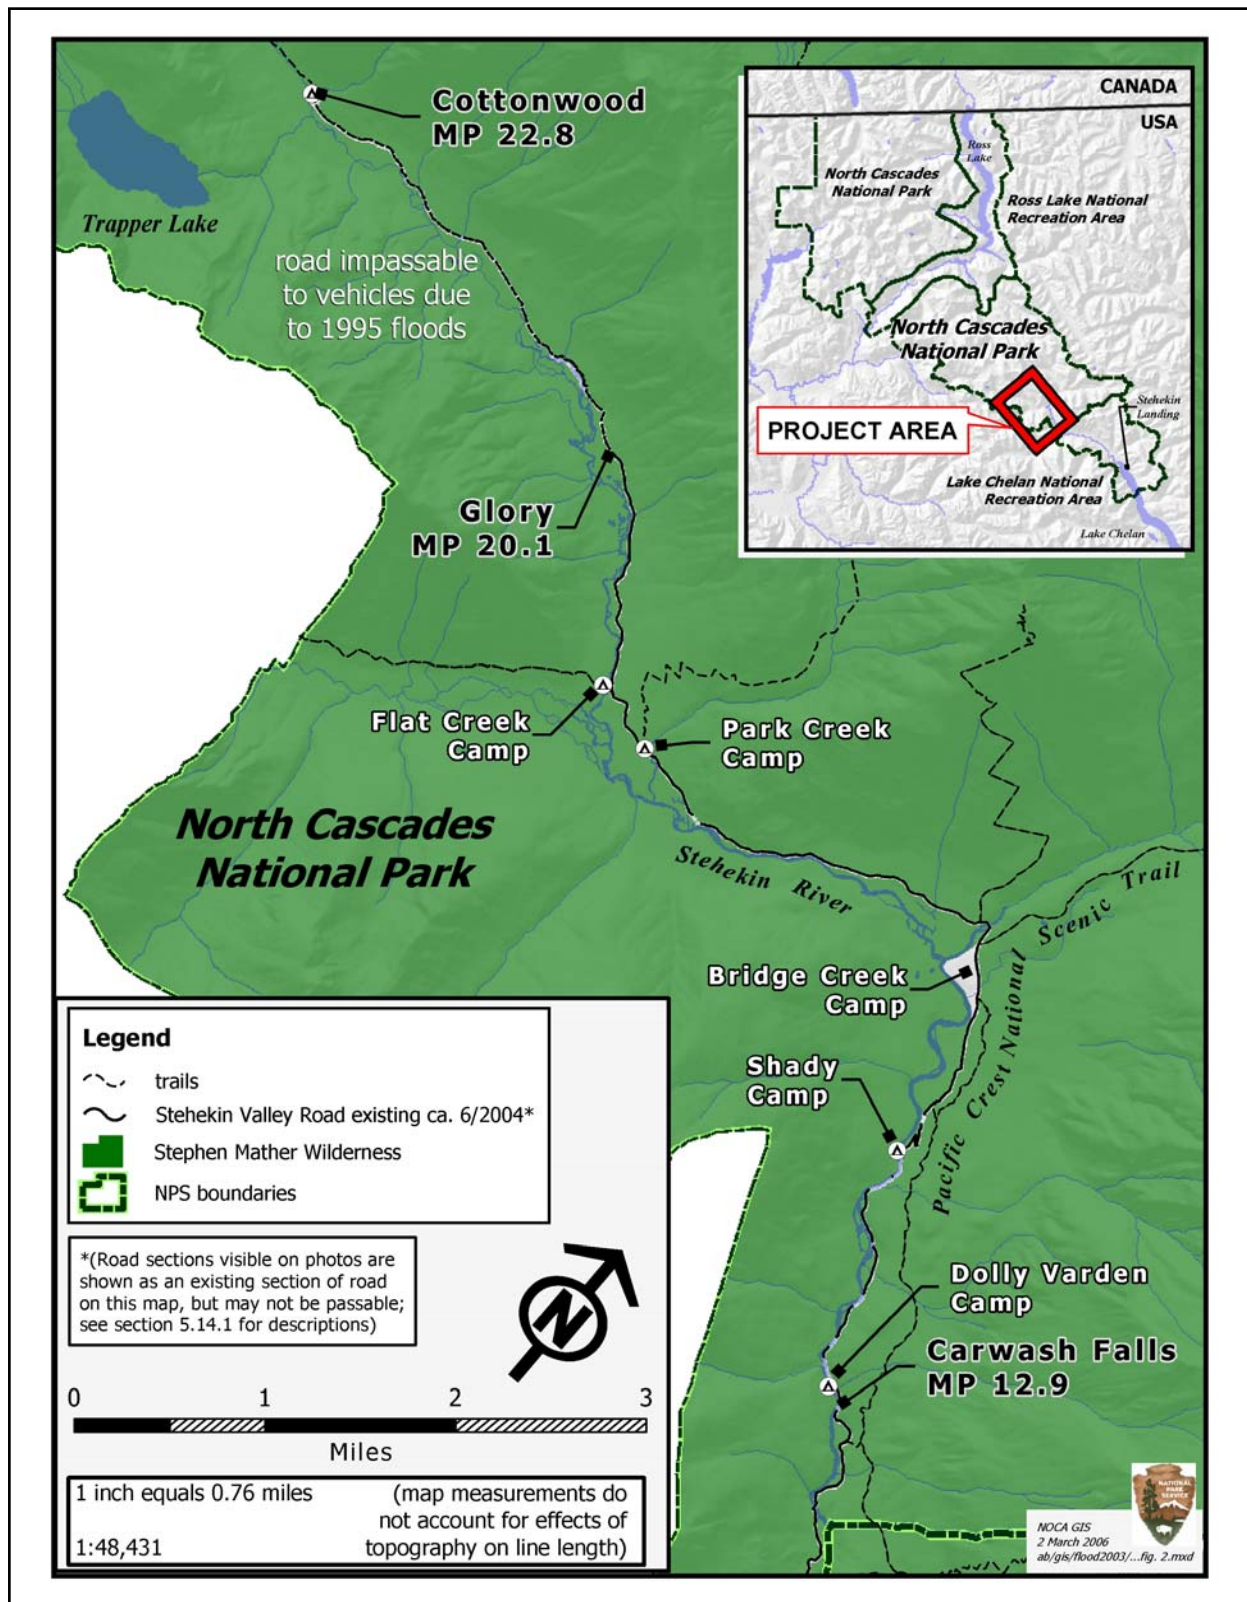 Cottonwood
MP 22.8
Trapper Lake
road impassable
to vehicles due
to 1995 floods
CANADA
USA
Ross
Lake
North Cascades
National Park
Ross Lake National
Recreation Area
North Cascades
National Park
Stehekin
Landing
PROJECT AREA
Lake Chelan National
Recreation Area
Lake Chelan
Glory
MP 20.1
Flat Creek
Camp
Park Creek
Camp
North Cascades
National Park
Stehekin River
Bridge Creek
Camp
Pacific Crest National Scenic Trail
Shady
Camp
Dolly Varden
Camp
Carwash Falls
MP 12.9
Legend
trails
Stehekin Valley Road existing ca. 6/2004*
Stephen Mather Wilderness
NPS boundaries
*(Road sections visible on photos are
shown as an existing section of road
on this map, but may not be passable;
see section 5.14.1 for descriptions)
N
0 1 2 3
Miles
1 inch equals 0.76 miles
1:48,431
(map measurements do
not account for effects of
topography on line length)
NATIONAL
PARK
SERVICE
NOCA GIS
2 March 2006
ab/gis/flood2003/...fig. 2.mxd